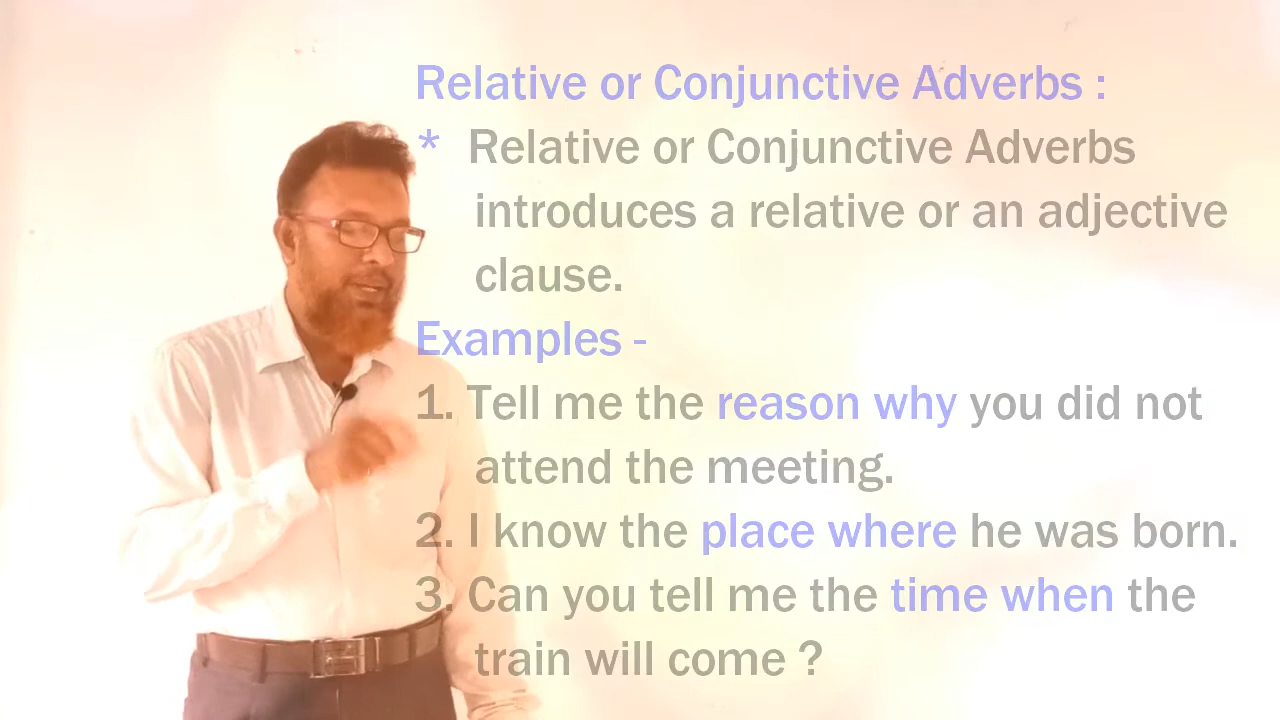 Relative or Conjunctive Adverbs :
* Relative or Conjunctive Adverbs
introduces a relative or an adjective
clause.
Examples -
1. Tell me the reason why you did not
attend the meeting.
2. I know the place where he was born.
3. Can you tell me the time when the
train will come ?